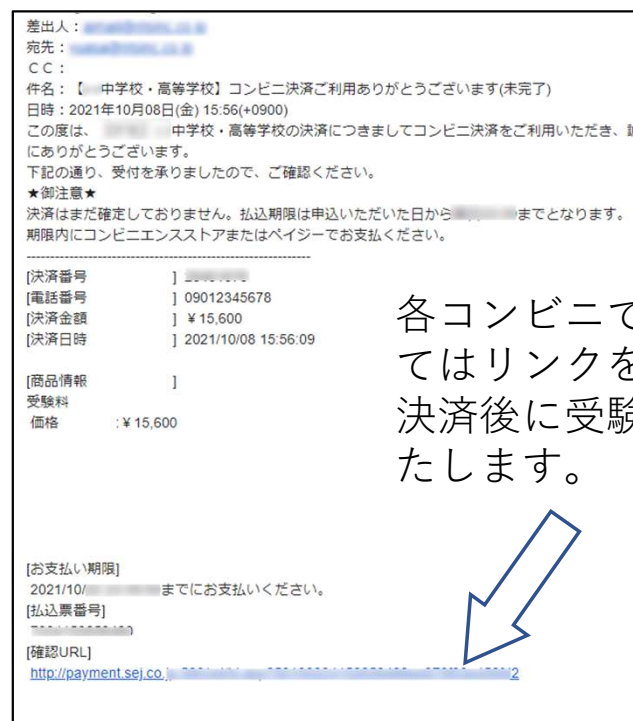 差出人：
宛先：
ＣＣ：
件名：【 中学校・高等学校】コンビニ決済ご利用ありがとうございます(未完了)
日時：2021年10月08日(金) 15:56(+0900)
この度は、 中学校・高等学校の決済につきましてコンビニ決済をご利用いただき、
にありがとうございます。
下記の通り、受付を承りましたので、ご確認ください。
★御注意★
決済はまだ確定しておりません。払込期限は申込いただいた日から までとなります。
期限内にコンビニエンスストアまたはペイジーでお支払ください。
------------------------------------------------------------
[決済番号 ]
[電話番号 ] 09012345678
[決済金額 ] ￥15,600
[決済日時 ] 2021/10/08 15:56:09
[商品情報 ]
受験料
価格 :￥15,600
各コンビニで
てはリンクを
決済後に受験
たします。
[お支払い期限]
2021/10/ までにお支払いください。
[払込票番号]
[確認URL]
http://payment.sej.co.